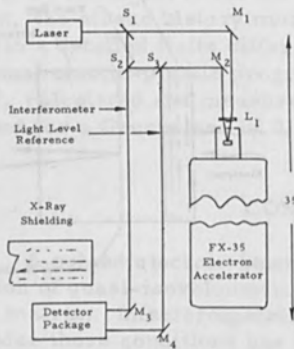 Laser
S1
M1
S2
S
M2
Interferometer
L1
Light Level
Reference
35
X-Ray
Shielding
FX-35
Electron
Accelerator
Detector
Package
M3
M4